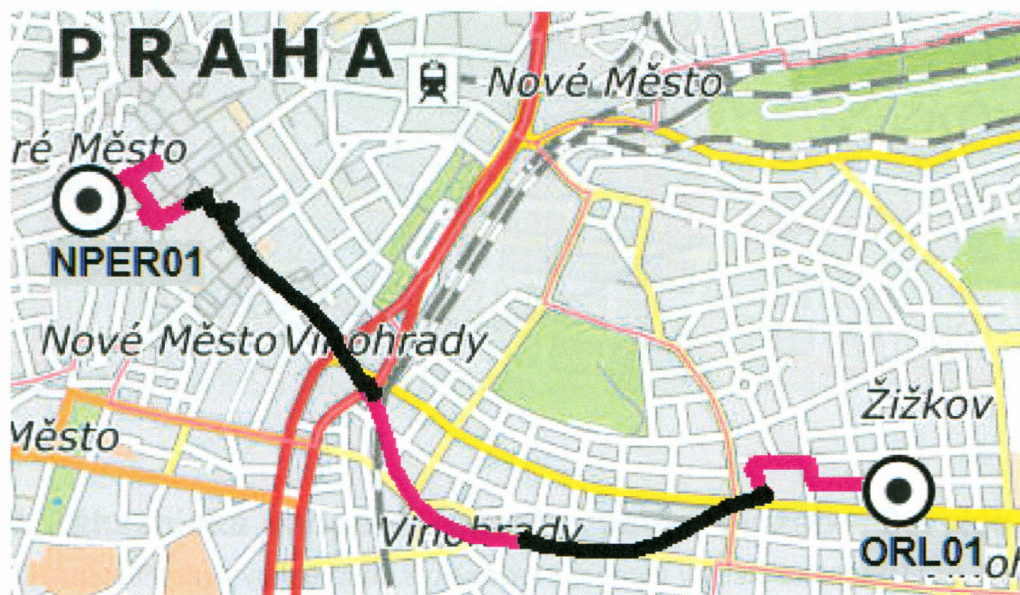 PRAHA
Nové Město
ré Město
NPER01
Nové Město Vinohrady
Žižkov
Město
Vinohrady
ORL01